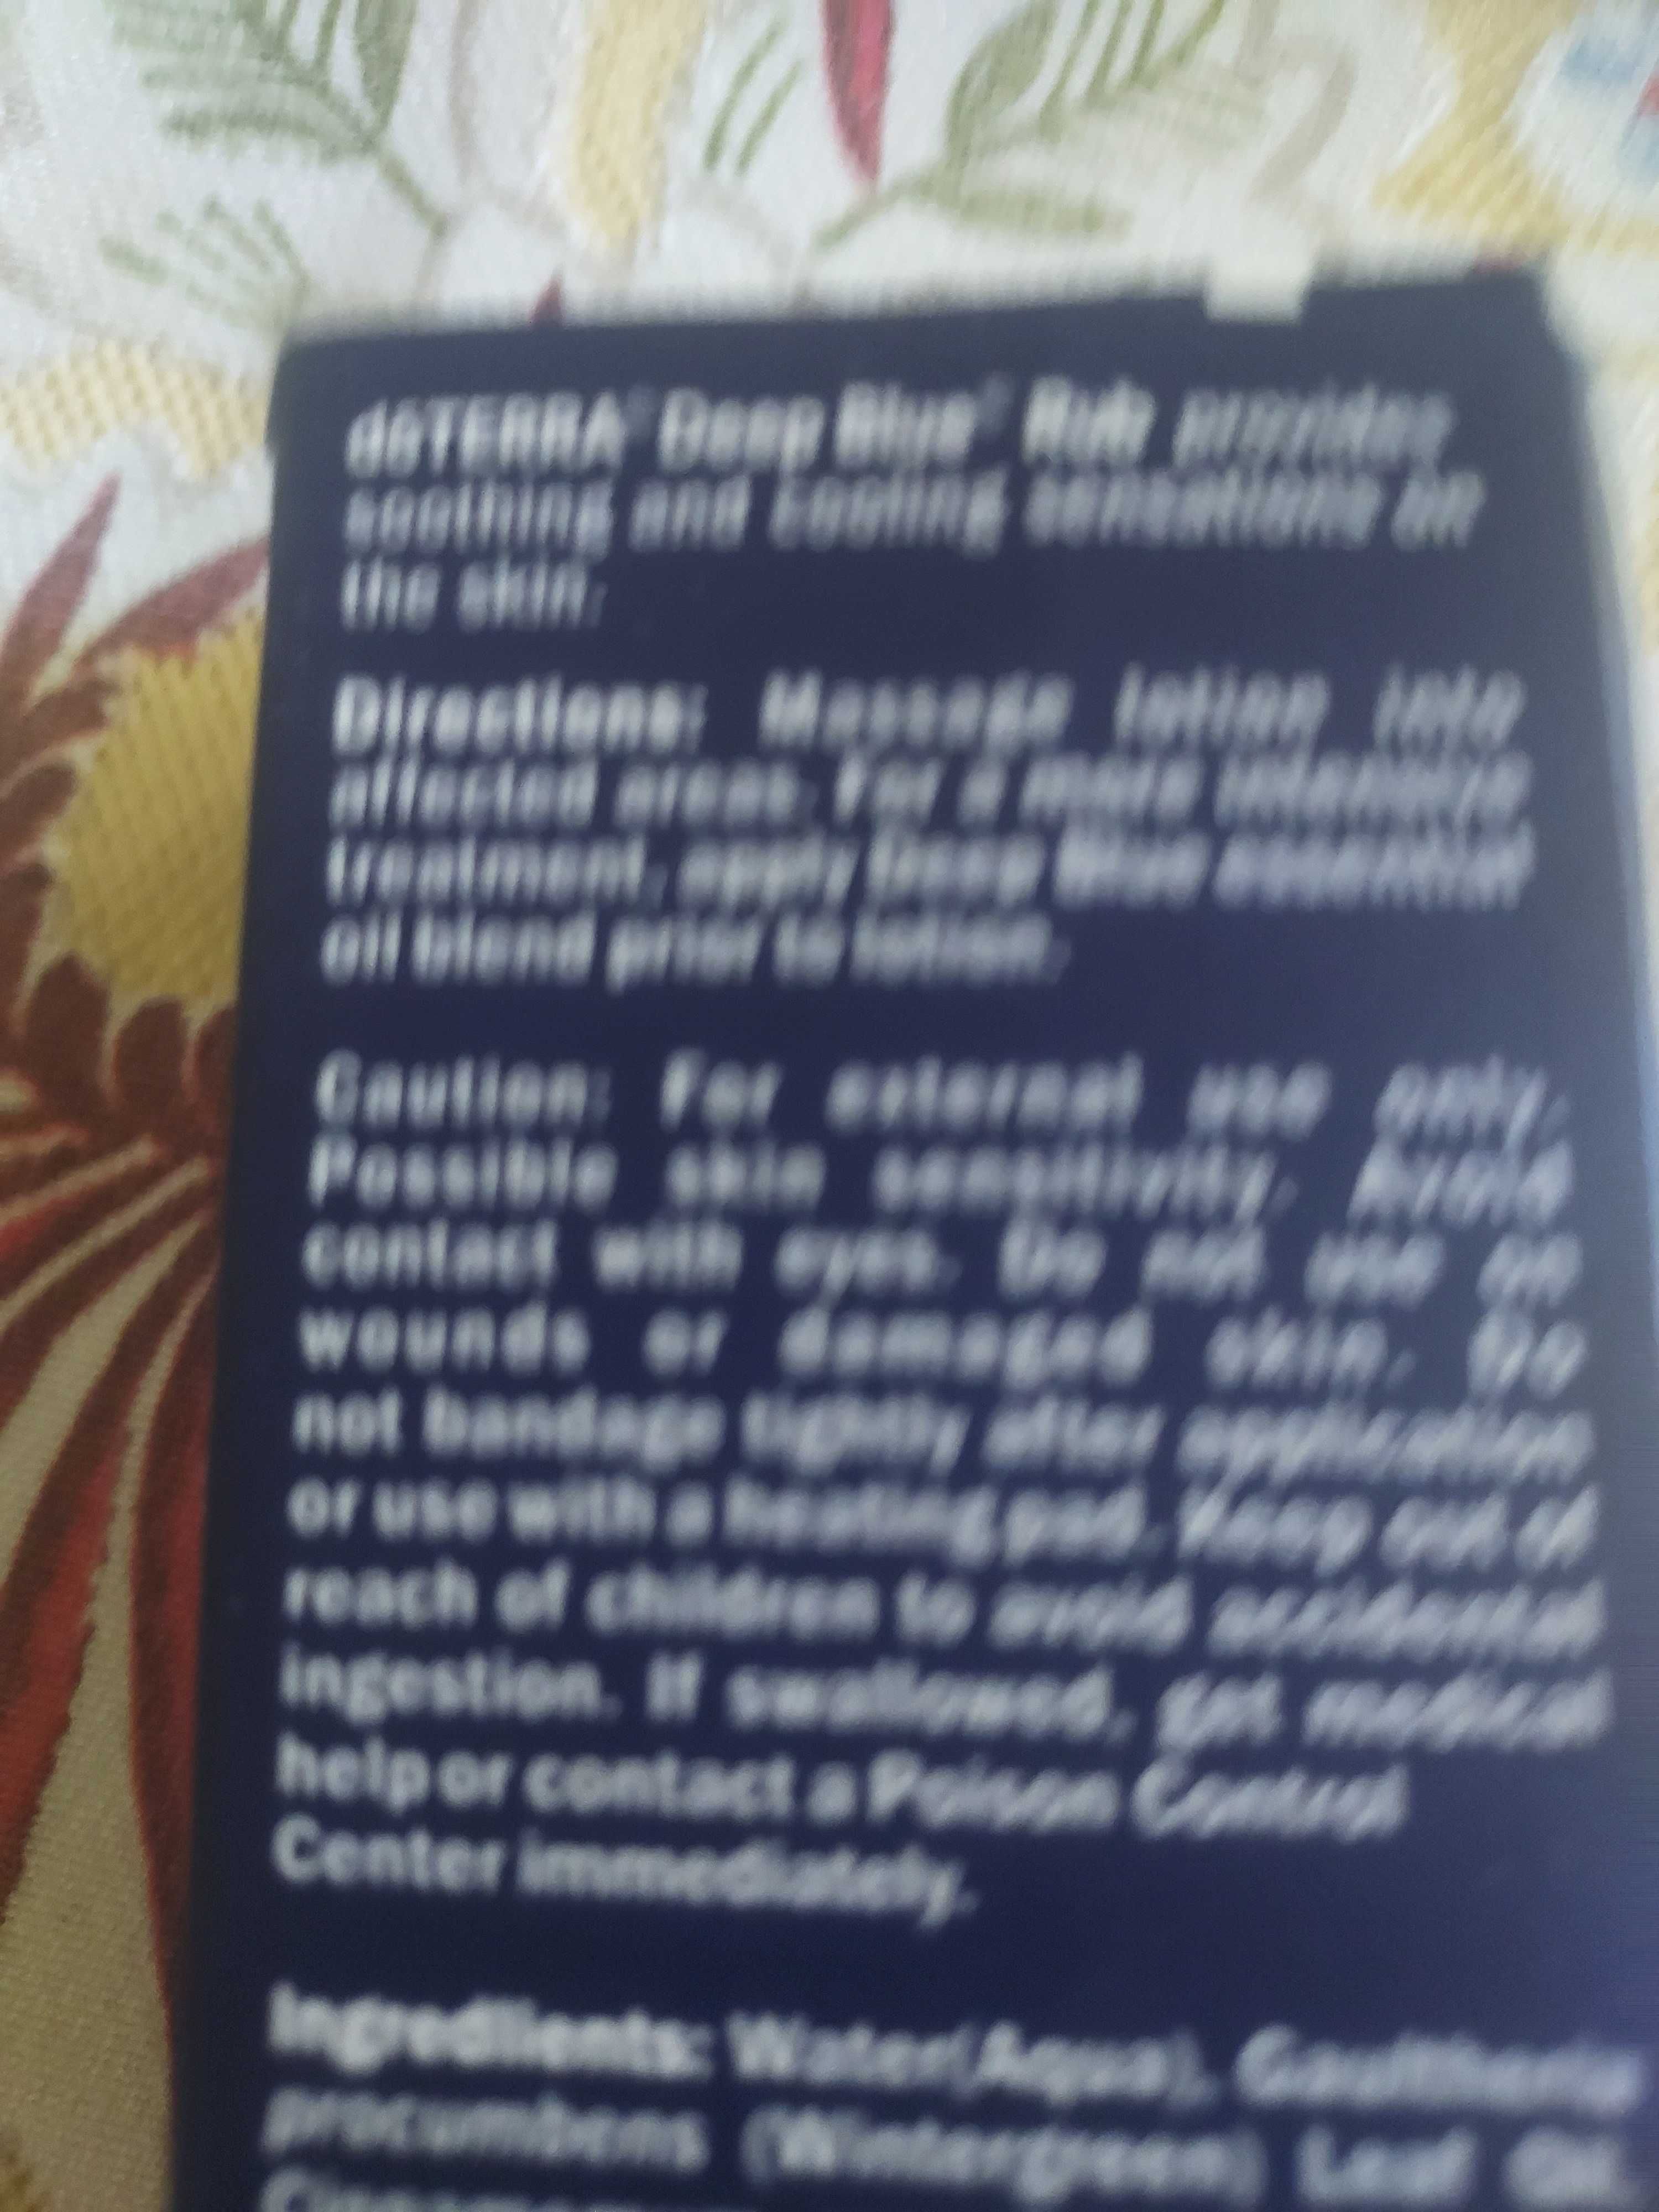 dōTERRA® Deep Blue® Rub provides
soothing and cooling sensations on
the skin.
Directions: Massage lotion into
affected areas. For a more intensive
treatment, apply Deep Blue essential
oil blend prior to lotion.
Caution: For external use only.
Possible skin sensitivity. Avoid
contact with eyes. Do not use on
wounds or damaged skin. Do
not bandage tightly after application
or use with a heating pad. Keep out of
reach of children to avoid accidental
ingestion. If swallowed, get medical
help or contact a Poison Control
Center immediately.
Ingredients: Water(Aqua), Gaultheria
procumbens (Wintergreen) Leaf Oil,